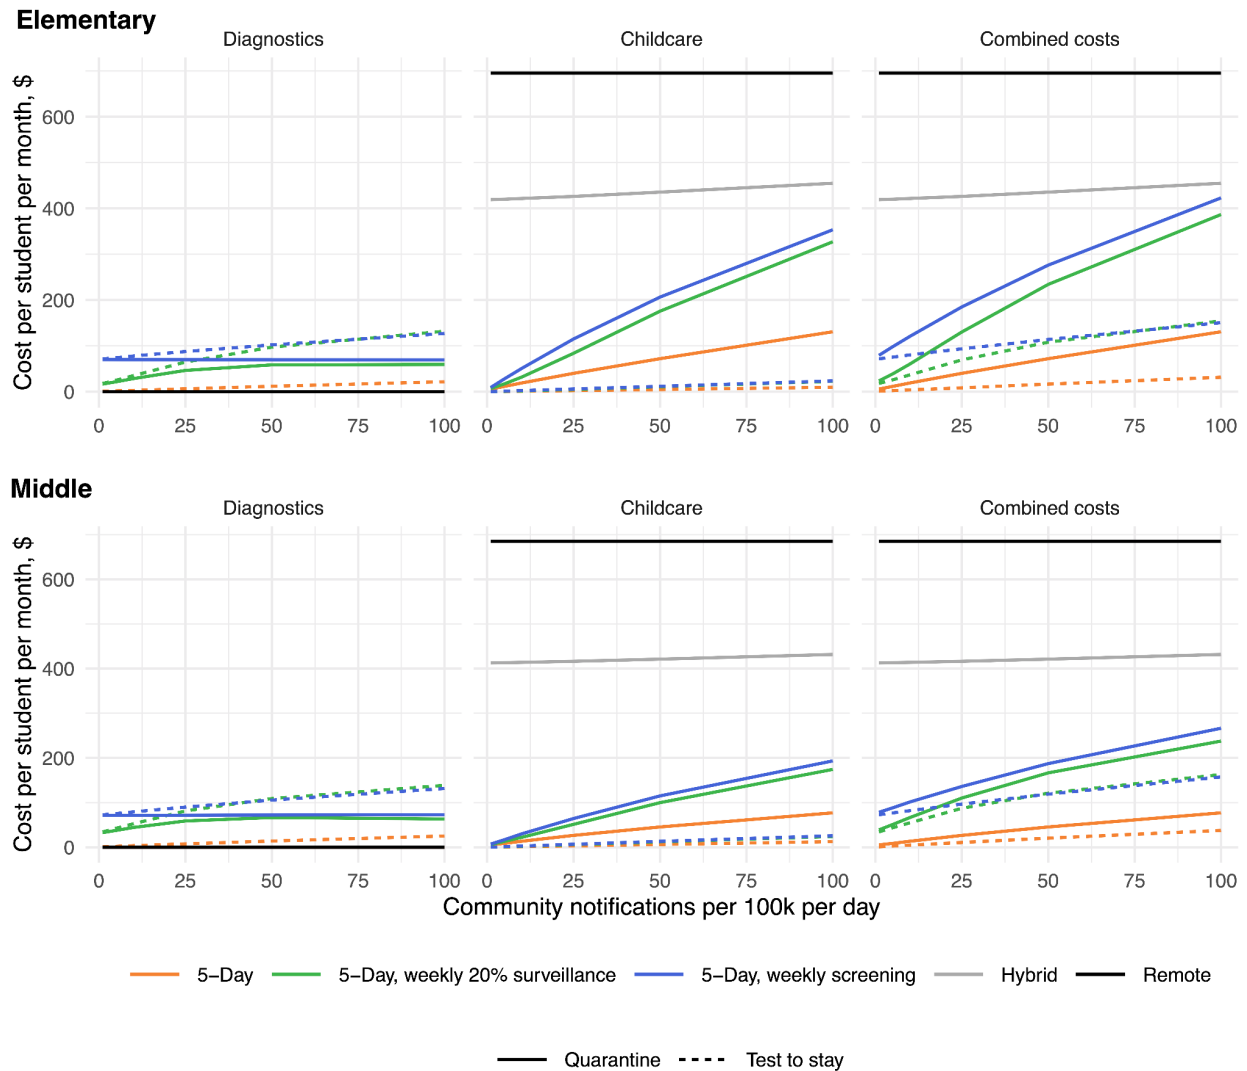 Elementary
Diagnostics Childcare Combined costs
Cost per student per month, $
600
400
200
0
0 25 50 75 100 0 25 50 75 100 0 25 50 75 100
Middle
Diagnostics Childcare Combined costs
Cost per student per month, $
600
400
200
0
0 25 50 75 100 0 25 50 75 100 0 25 50 75 100
Community notifications per 100k per day
5−Day 5−Day, weekly 20% surveillance 5−Day, weekly screening Hybrid Remote
Quarantine Test to stay